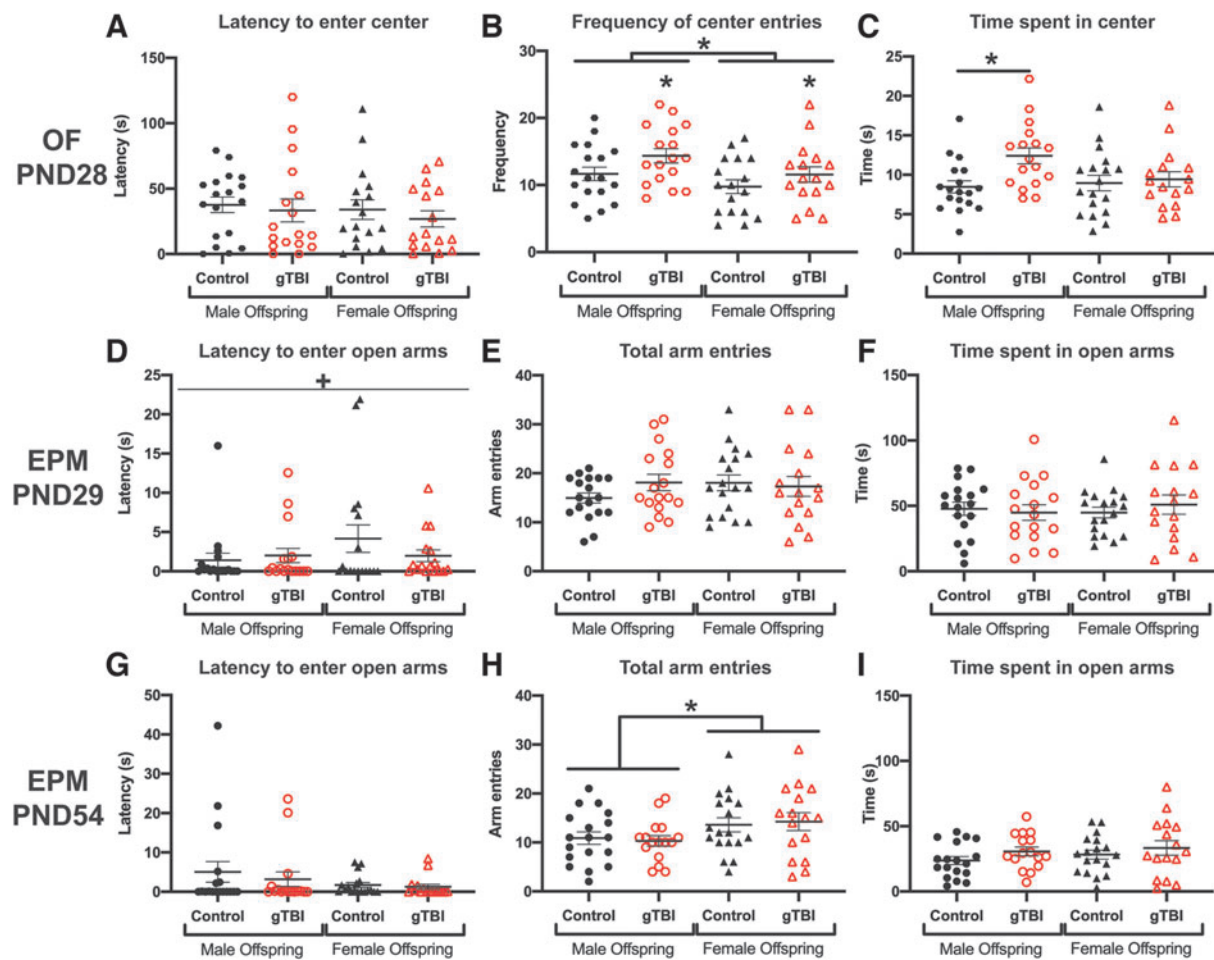 A Latency to enter center
B Frequency of center entries
C Time spent in center
OF
PND28
Latency (s)
150
100
50
0
Control gTBI Control gTBI
Male Offspring Female Offspring
Frequency
30
20
10
0
*
* *
Control gTBI Control gTBI
Male Offspring Female Offspring
Time (s)
25
20
15
10
5
0
*
Control gTBI Control gTBI
Male Offspring Female Offspring
D Latency to enter open arms
E Total arm entries
F Time spent in open arms
EPM
PND29
Latency (s)
25
20
15
10
5
0
+
Control gTBI Control gTBI
Male Offspring Female Offspring
Arm entries
40
30
20
10
0
Control gTBI Control gTBI
Male Offspring Female Offspring
Time (s)
150
100
50
0
Control gTBI Control gTBI
Male Offspring Female Offspring
G Latency to enter open arms
H Total arm entries
I Time spent in open arms
EPM
PND54
Latency (s)
50
40
30
20
10
0
Control gTBI Control gTBI
Male Offspring Female Offspring
Arm entries
40
30
20
10
0
*
Control gTBI Control gTBI
Male Offspring Female Offspring
Time (s)
150
100
50
0
Control gTBI Control gTBI
Male Offspring Female Offspring